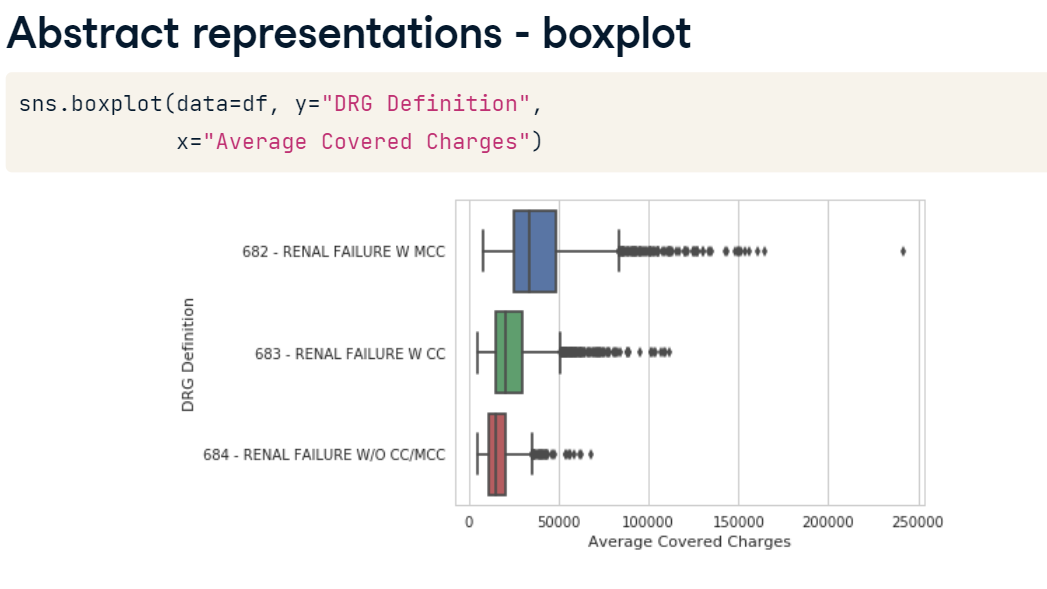 Abstract representations - boxplot
sns.boxplot(data=df, y="DRG Definition",
x="Average Covered Charges")
682 - RENAL FAILURE W MCC
683 - RENAL FAILURE W CC
684 - RENAL FAILURE W/O CC/MCC
DRG Definition
0 50000 100000 150000 200000 250000
Average Covered Charges